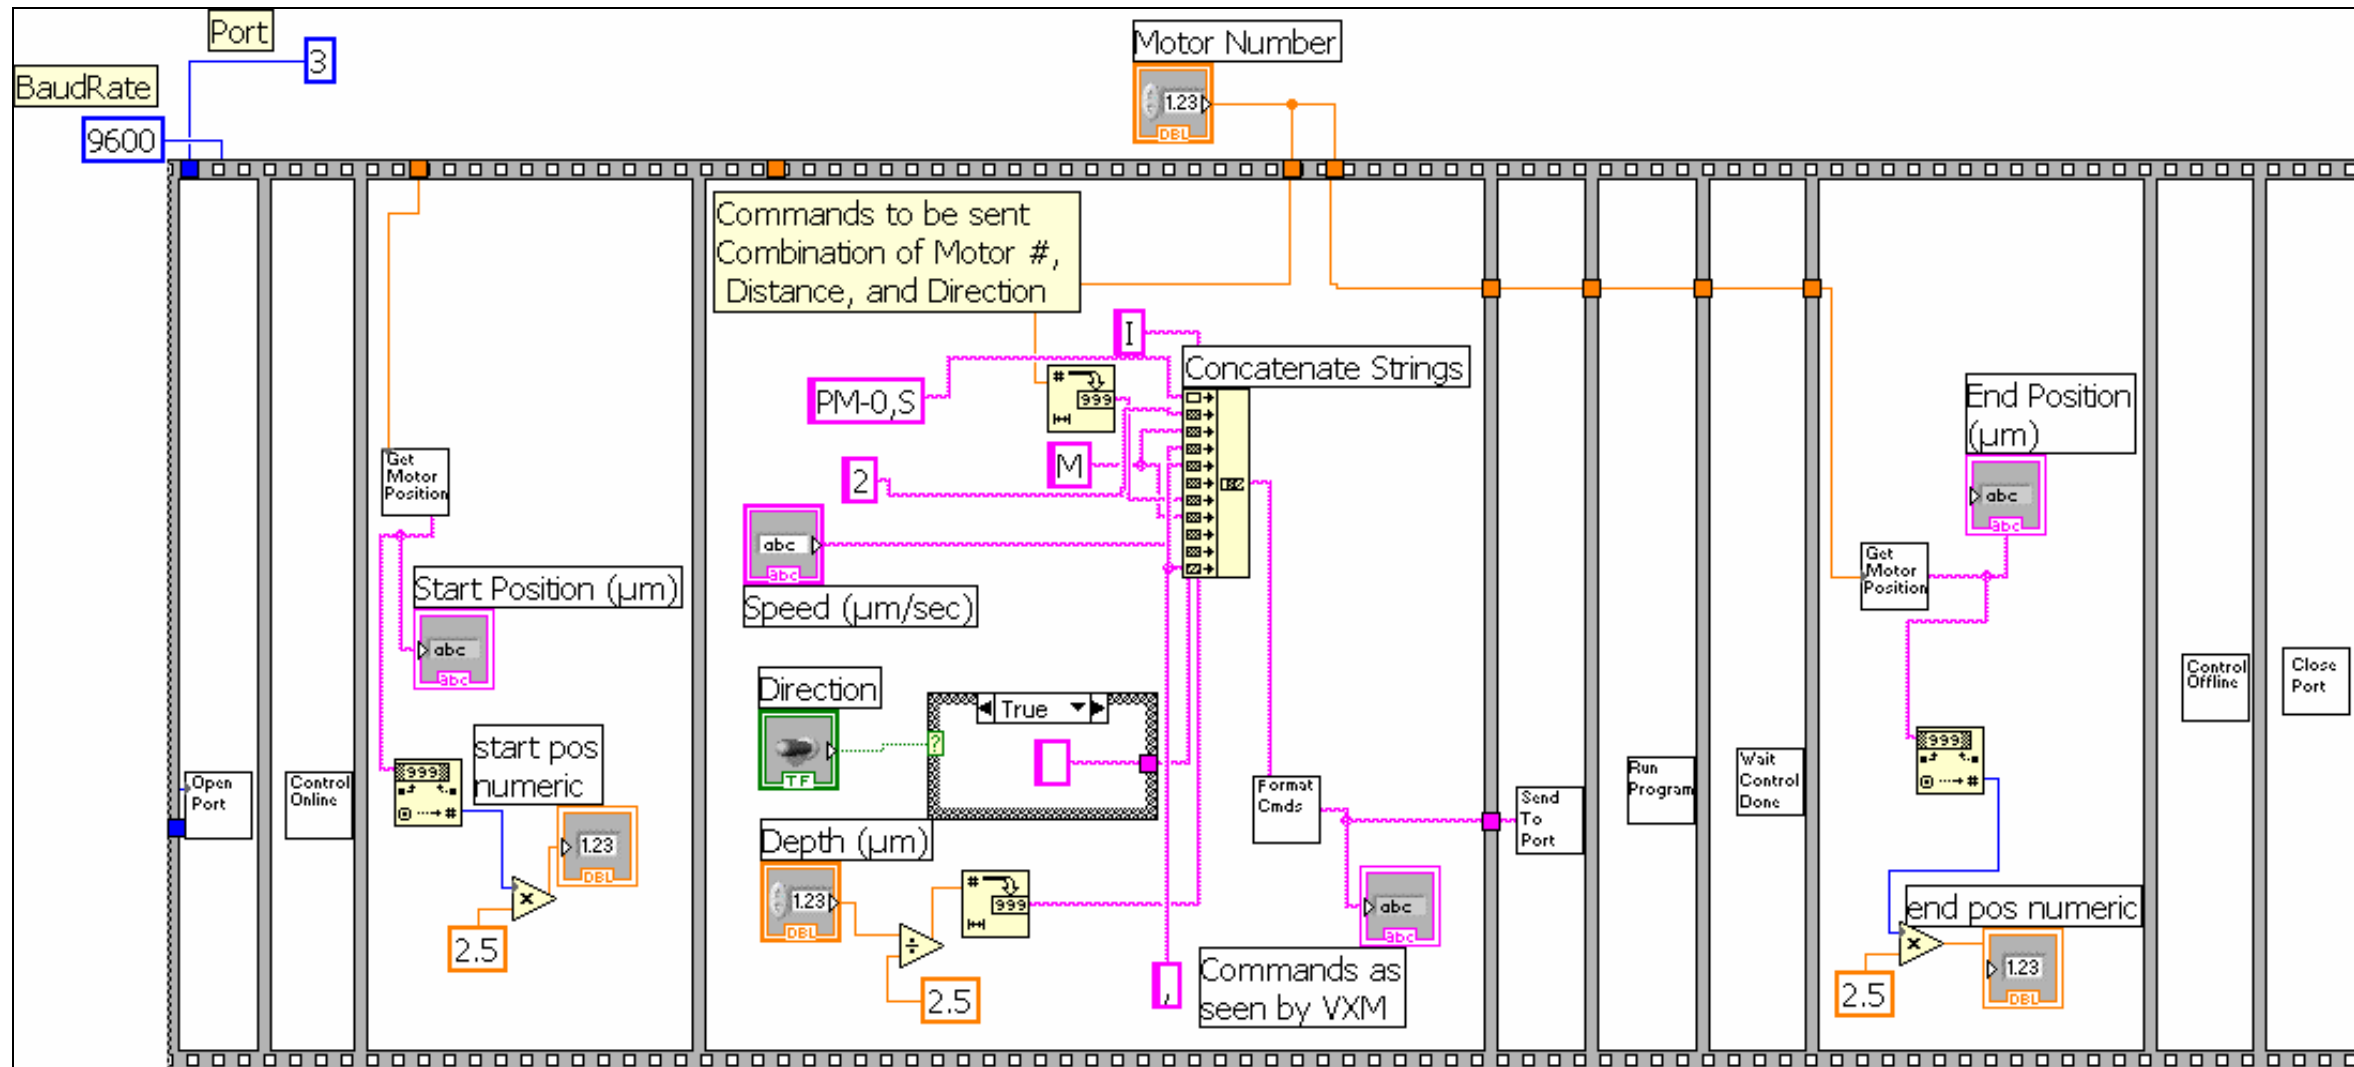 Port
3
BaudRate
9600
Motor Number
1.23
DBL
Commands to be sent
Combination of Motor #,
Distance, and Direction
I
Concatenate Strings
PM-0,S
#
999
M
2
Get
Motor
Position
abc
abc
Speed (µm/sec)
Start Position (µm)
abc
abc
End Position
(µm)
abc
abc
Get
Motor
Position
Direction
TF
True
?
start pos
numeric
999
#
1.23
DBL
2.5
Open
Port
Control
Online
Depth (µm)
1.23
DBL
÷
2.5
#
999
,
Format
Cmds
abc
abc
Commands as
seen by VXM
Send
To
Port
Run
Program
Wait
Control
Done
999
#
end pos numeric
x
1.23
DBL
2.5
x
Control
Offline
Close
Port